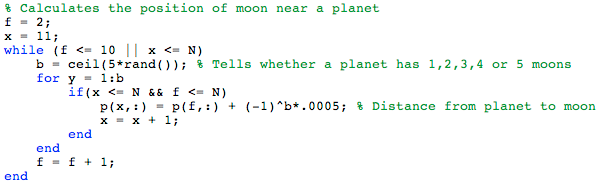 % Calculates the position of moon near a planet
f = 2;
x = 11;
while (f <= 10 || x <= N)
    b = ceil(5*rand()); % Tells whether a planet has 1,2,3,4 or 5 moons
    for y = 1:b
        if(x <= N && f <= N)
            p(x,:) = p(f,:) + (-1)^b*.0005; % Distance from planet to moon
            x = x + 1;
        end
    end
    f = f + 1;
end